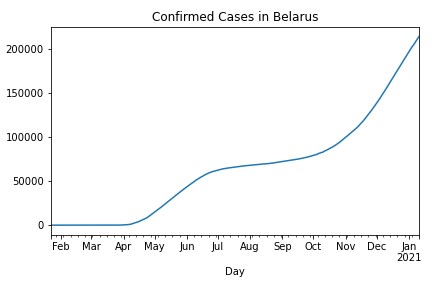 Confirmed Cases in Belarus
200000
150000
100000
50000
0
Feb Mar Apr May Jun Jul Aug Sep Oct Nov Dec Jan
2021
Day